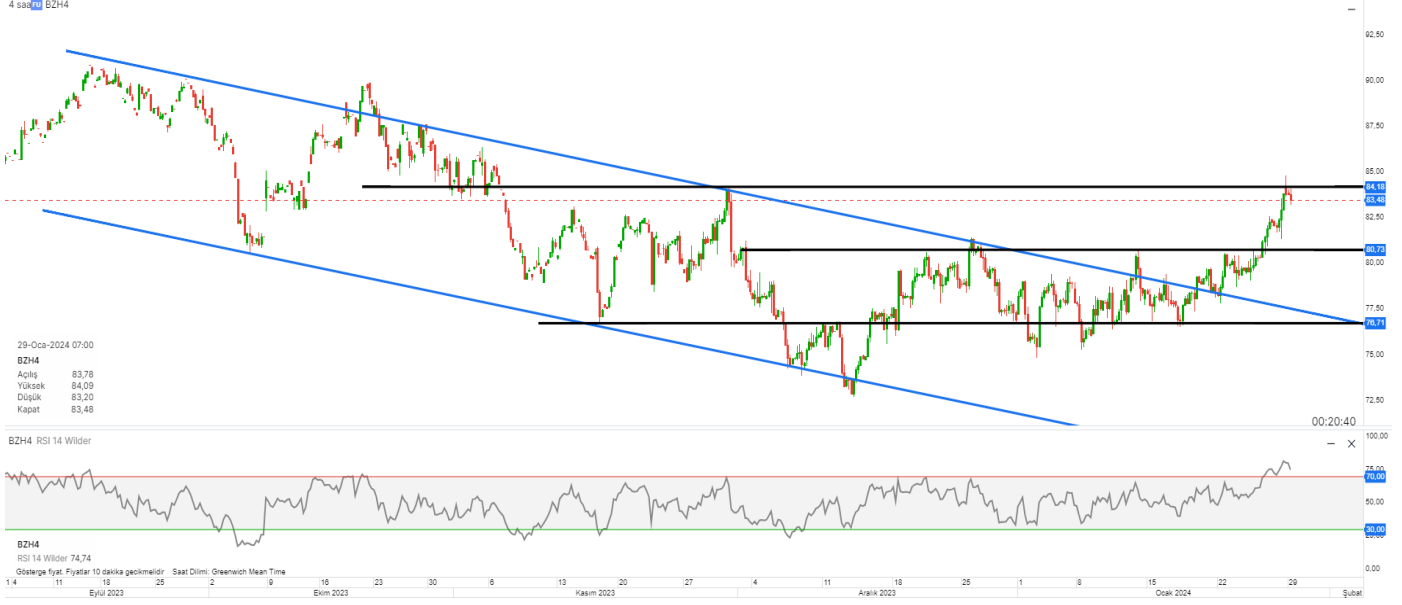 4 saa ru BZH4
92,50
90,00
87,50
85,00
84,18
83,48
82,50
80,73
80,00
77,50
76,71
75,00
72,50
29-Oca-2024 07:00
BZH4
Açılış 83,78
Yüksek 84,09
Düşük 83,20
Kapat 83,48
00:20:40
BZH4 RSI 14 Wilder
100,00
75,00
70,00
50,00
30,00
25,00
0,00
BZH4
RSI 14 Wilder 74,74
Gösterge fiyat. Fiyatlar 10 dakika gecikmelidir Saat Dilimi: Greenwich Mean Time
1 4 11 18 25 2 9 16 23 30 6 13 20 27 4 11 18 25 1 8 15 22 29
Eylül 2023 Ekim 2023 Kasım 2023 Aralık 2023 Ocak 2024 Şubat